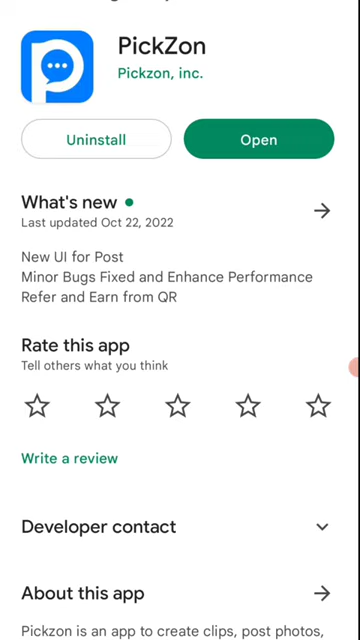 PickZon
Pickzon, inc.
Uninstall
Open
What's new
Last updated Oct 22, 2022
New UI for Post
Minor Bugs Fixed and Enhance Performance
Refer and Earn from QR
Rate this app
Tell others what you think
Write a review
Developer contact
About this app
Pickzon is an app to create clips, post photos,